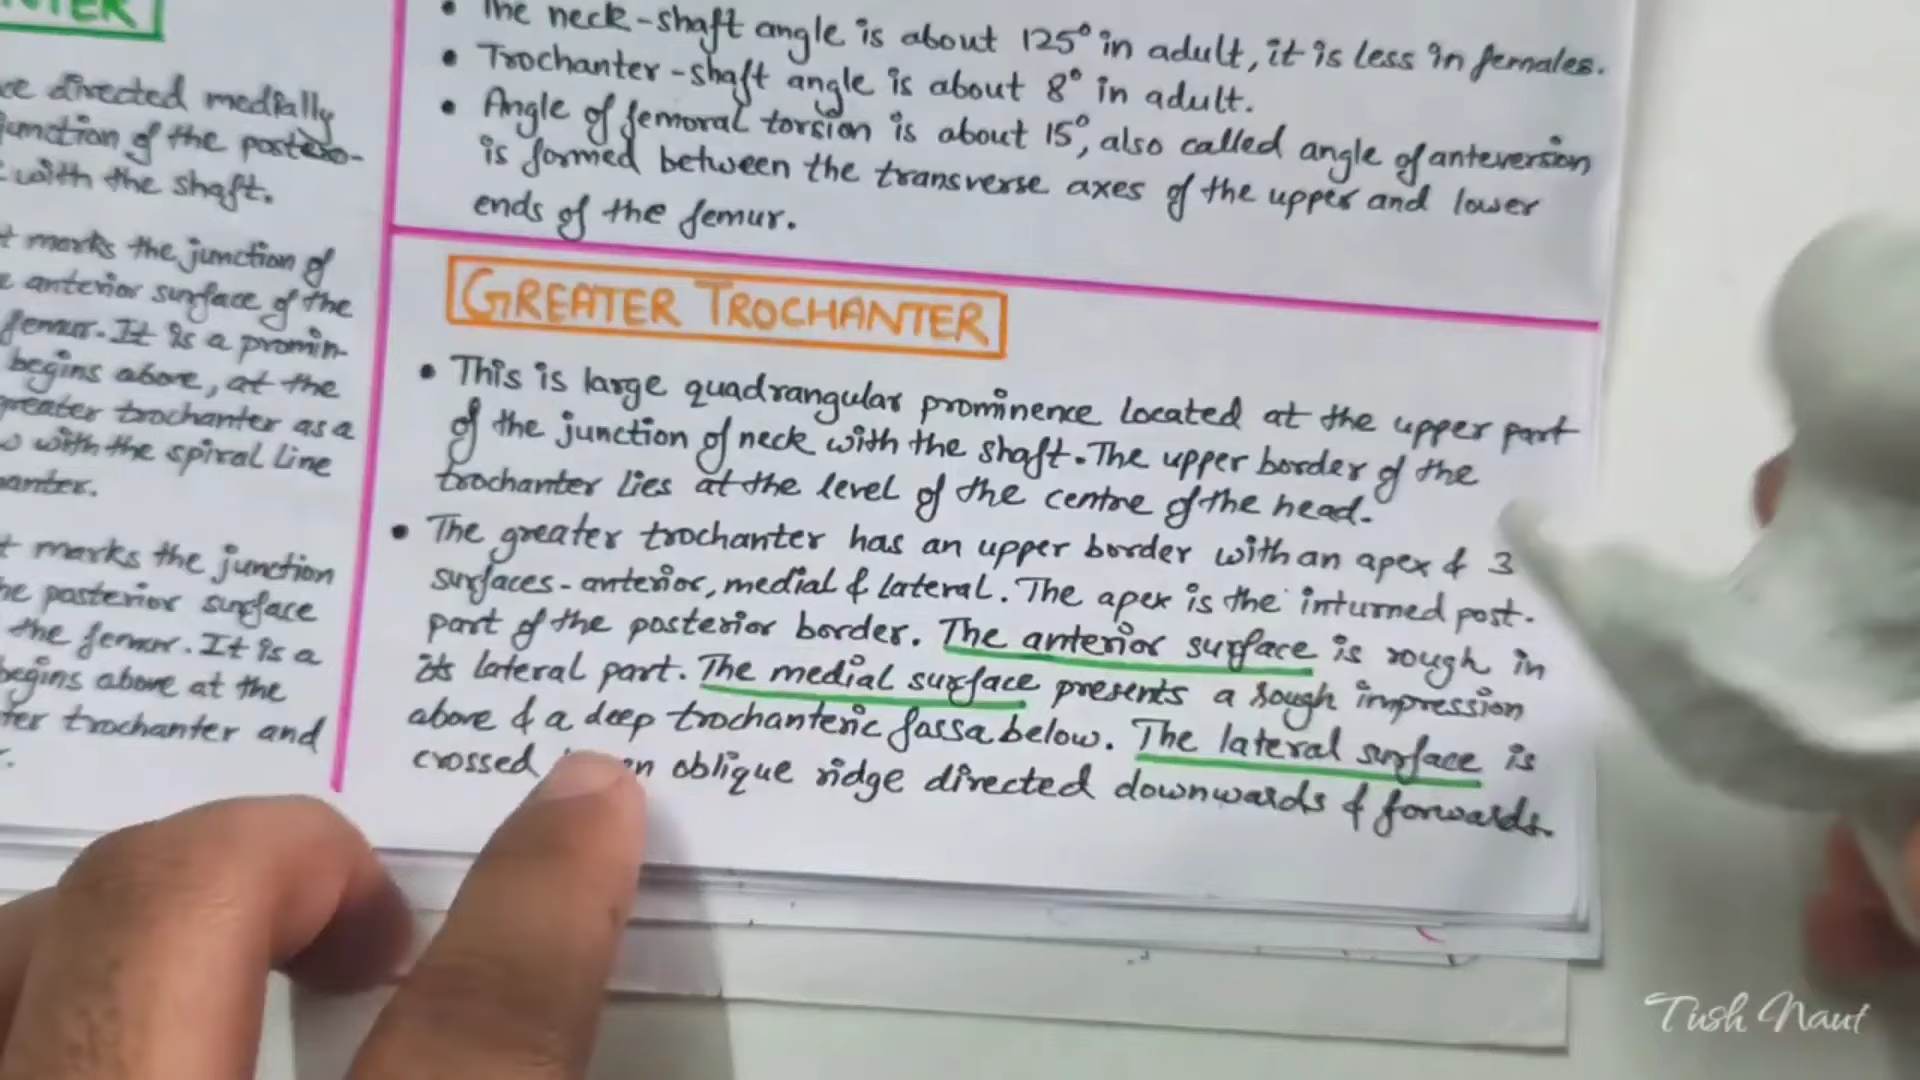 NTER
ce directed medially
junction of the postero-
with the shaft.
t marks the junction of
e anterior surface of the
femur. It is a promin-
begins above, at the
greater trochanter as a
with the spiral line
anter.
t marks the junction
he posterior surface
the femur. It is a
begins above at the
ter trochanter and
• The neck-shaft angle is about 125° in adult, it is less in females.
• Trochanter-shaft angle is about 8° in adult.
• Angle of femoral torsion is about 15°, also called angle of anteversion
is formed between the transverse axes of the upper and lower
ends of the femur.
GREATER TROCHANTER
• This is large quadrangular prominence located at the upper part
of the junction of neck with the shaft. The upper border of the
trochanter lies at the level of the centre of the head.
• The greater trochanter has an upper border with an apex & 3
surfaces - anterior, medial & lateral. The apex is the inturned post.
part of the posterior border. The anterior surface is rough in
its lateral part. The medial surface presents a rough impression
above & a deep trochanteric fossa below. The lateral surface is
crossed an oblique ridge directed downwards & forwards.
Tush Naut